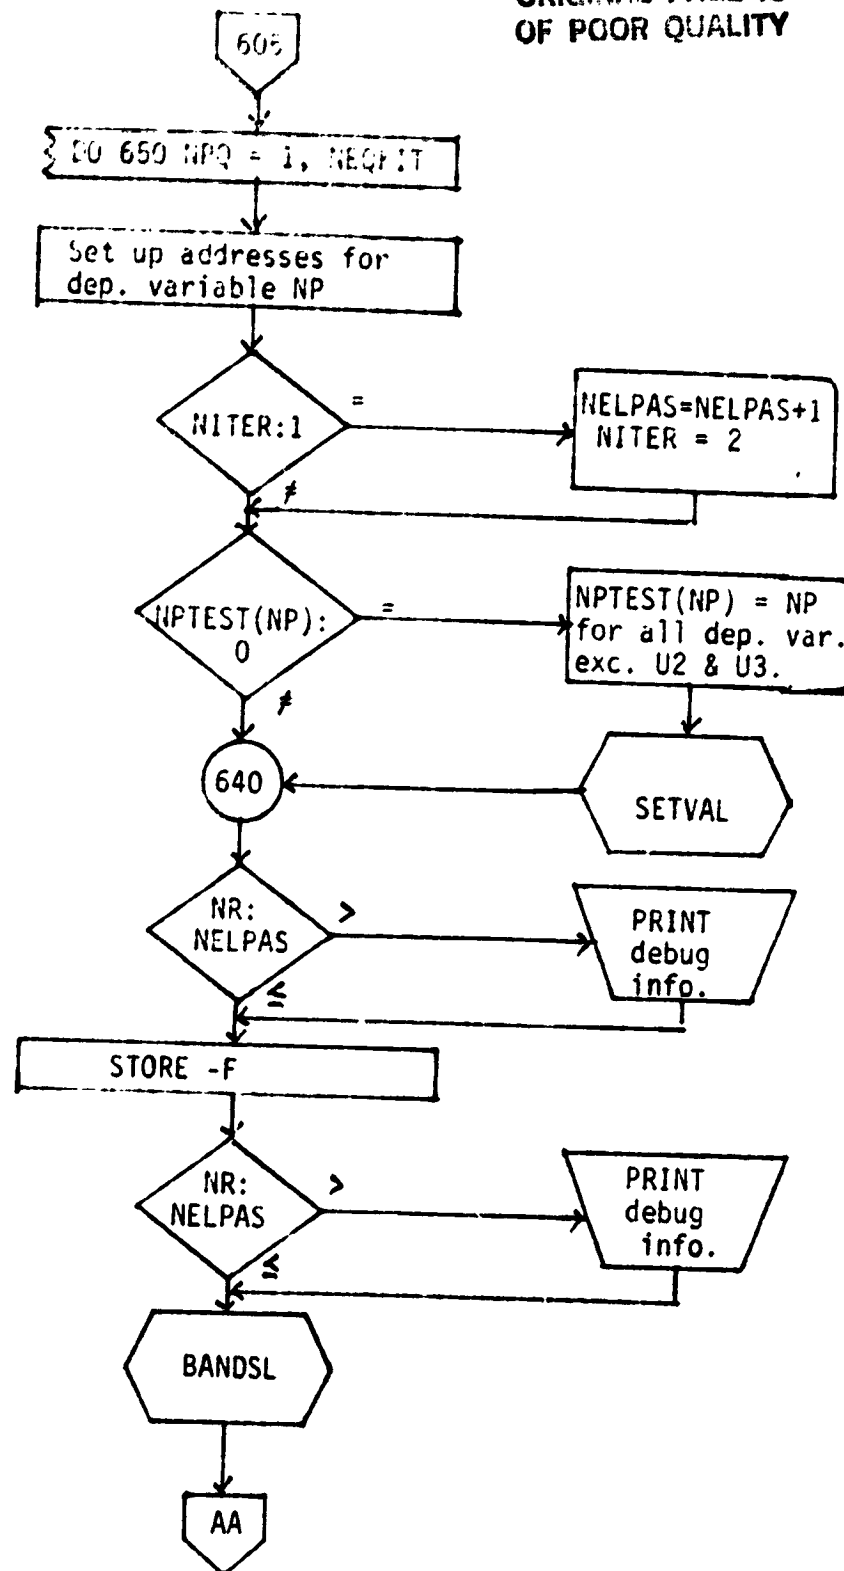 OF POOR QUALITY
605
DO 650 NPQ = 1, NEQFIT
Set up addresses for
dep. variable NP
NITER:1
=
NELPAS=NELPAS+1
NITER = 2
≠
NPTEST(NP):
0
=
NPTEST(NP) = NP
for all dep. var.
exc. U2 & U3.
≠
640
SETVAL
NR:
NELPAS
>
PRINT
debug
info.
≤
STORE -F
NR:
NELPAS
>
PRINT
debug
info.
≤
BANDSL
AA